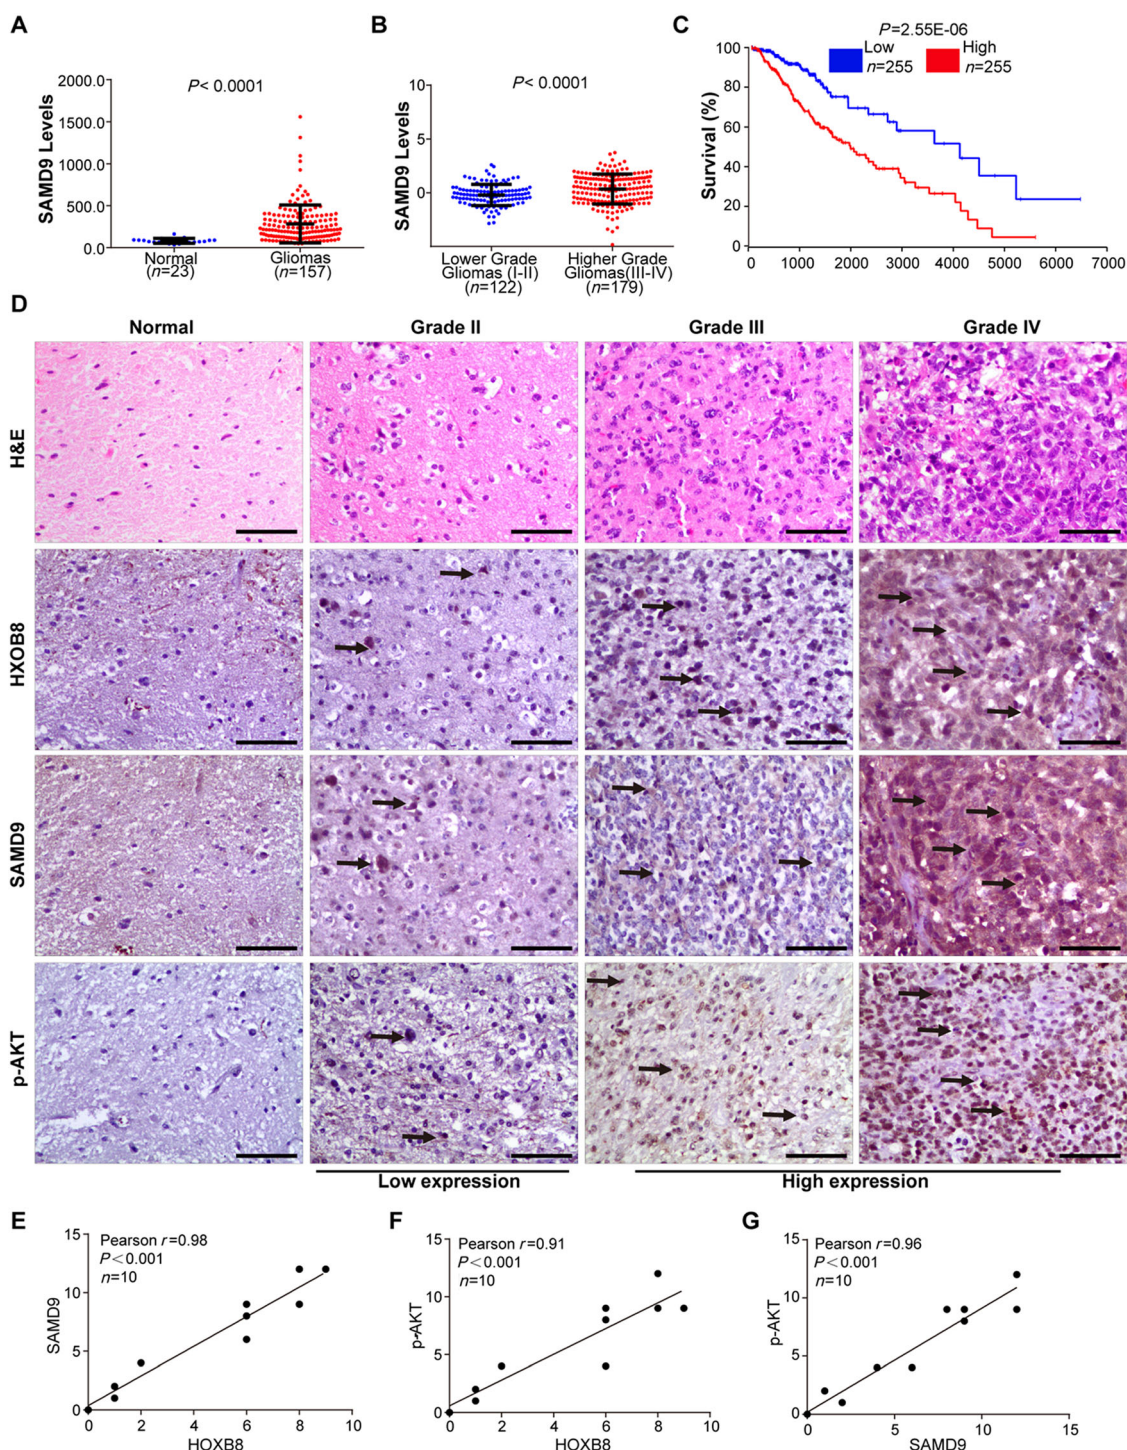 A
P< 0.0001
SAMD9 Levels
2000.0
1500.0
1000.0
500.0
0.0
Normal
(n=23)
Gliomas
(n=157)
B
P< 0.0001
SAMD9 Levels
10
5
0
-5
Lower Grade
Gliomas (I-II)
(n=122)
Higher Grade
Gliomas(III-IV)
(n=179)
C
P=2.55E-06
Low
n=255
High
n=255
Survival (%)
100
80
60
40
20
0
0 1000 2000 3000 4000 5000 6000 7000
D
Normal Grade II Grade III Grade IV
H&E
HXOB8
SAMD9
p-AKT
Low expression High expression
E
Pearson r=0.98
P<0.001
n=10
SAMD9
15
10
5
0
0 2 4 6 8 10
HOXB8
F
Pearson r=0.91
P<0.001
n=10
p-AKT
15
10
5
0
0 2 4 6 8 10
HOXB8
G
Pearson r=0.96
P<0.001
n=10
p-AKT
15
10
5
0
0 5 10 15
SAMD9